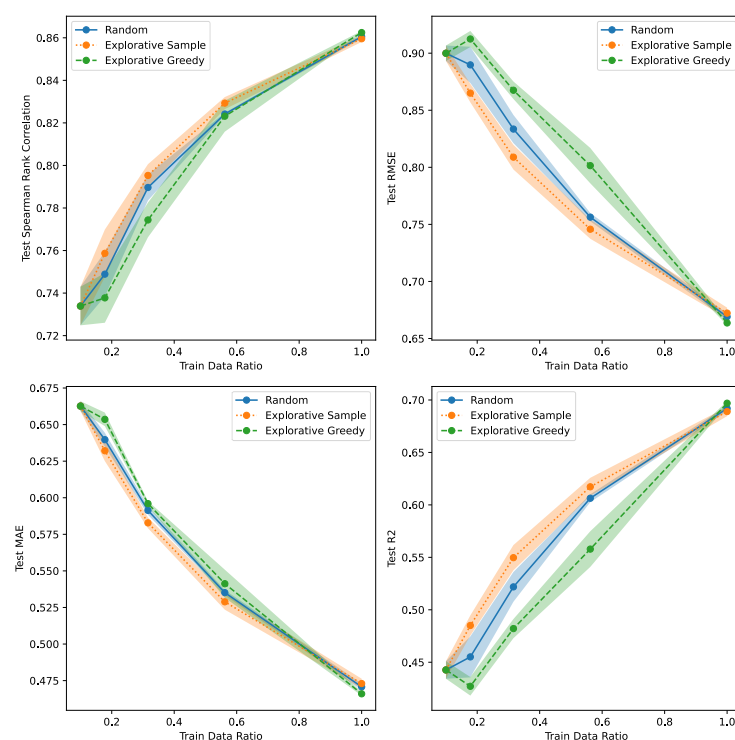 Test Spearman Rank Correlation
0.86
0.84
0.82
0.80
0.78
0.76
0.74
0.72
Random
Explorative Sample
Explorative Greedy
0.2
0.4
0.6
0.8
1.0
Train Data Ratio
Test RMSE
0.90
0.85
0.80
0.75
0.70
0.65
Random
Explorative Sample
Explorative Greedy
0.2
0.4
0.6
0.8
1.0
Train Data Ratio
Test MAE
0.675
0.650
0.625
0.600
0.575
0.550
0.525
0.500
0.475
Random
Explorative Sample
Explorative Greedy
0.2
0.4
0.6
0.8
1.0
Train Data Ratio
Test R2
0.70
0.65
0.60
0.55
0.50
0.45
Random
Explorative Sample
Explorative Greedy
0.2
0.4
0.6
0.8
1.0
Train Data Ratio